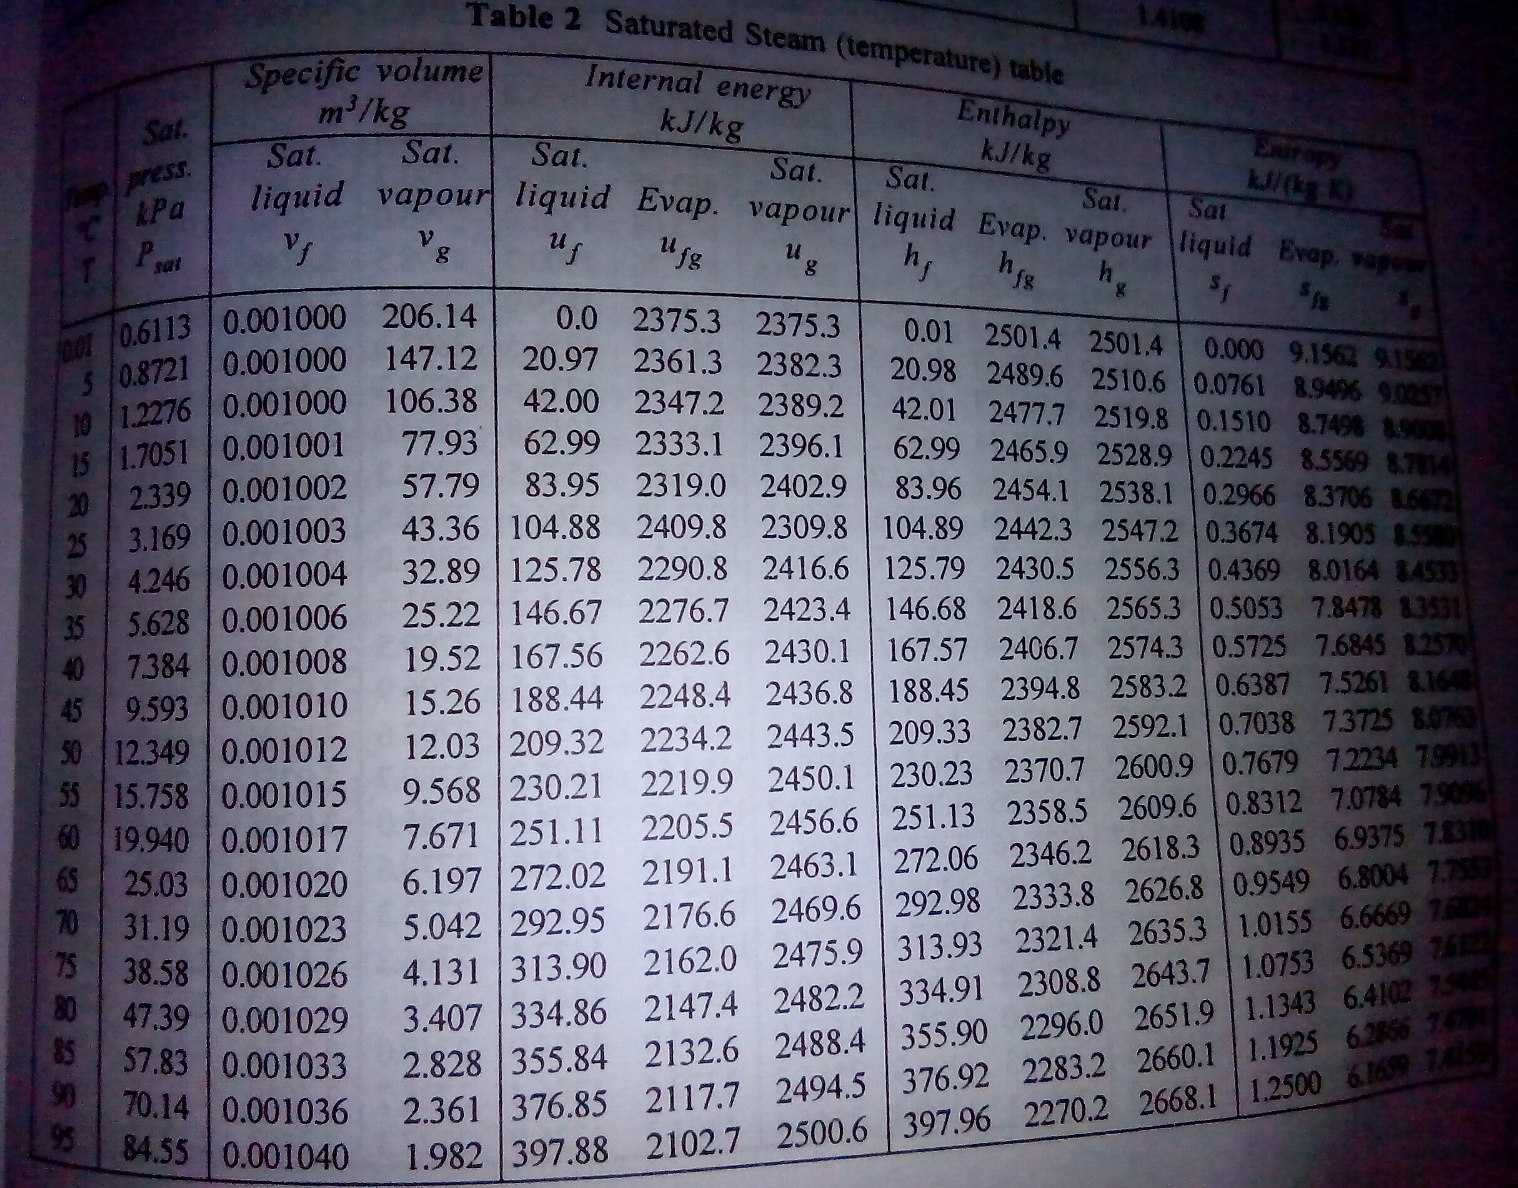 1.4108
Table 2 Saturated Steam (temperature) table
Temp °C T
Sat. press. kPa P sat
Specific volume m³/kg
Internal energy kJ/kg
Enthalpy kJ/kg
Entropy kJ/(kg K)
Sat. liquid v f
Sat. vapour v g
Sat. liquid u f
Evap. u fg
Sat. vapour u g
Sat. liquid h f
Evap. h fg
Sat. vapour h g
Sat liquid s f
Evap. s fg
Sat vapour s g
0.01 0.6113 0.001000 206.14 0.0 2375.3 2375.3 0.01 2501.4 2501.4 0.000 9.1562 9.1562
5 0.8721 0.001000 147.12 20.97 2361.3 2382.3 20.98 2489.6 2510.6 0.0761 8.9496 9.0257
10 1.2276 0.001000 106.38 42.00 2347.2 2389.2 42.01 2477.7 2519.8 0.1510 8.7498 8.9008
15 1.7051 0.001001 77.93 62.99 2333.1 2396.1 62.99 2465.9 2528.9 0.2245 8.5569 8.7814
20 2.339 0.001002 57.79 83.95 2319.0 2402.9 83.96 2454.1 2538.1 0.2966 8.3706 8.6672
25 3.169 0.001003 43.36 104.88 2409.8 2309.8 104.89 2442.3 2547.2 0.3674 8.1905 8.5580
30 4.246 0.001004 32.89 125.78 2290.8 2416.6 125.79 2430.5 2556.3 0.4369 8.0164 8.4533
35 5.628 0.001006 25.22 146.67 2276.7 2423.4 146.68 2418.6 2565.3 0.5053 7.8478 8.3531
40 7.384 0.001008 19.52 167.56 2262.6 2430.1 167.57 2406.7 2574.3 0.5725 7.6845 8.2570
45 9.593 0.001010 15.26 188.44 2248.4 2436.8 188.45 2394.8 2583.2 0.6387 7.5261 8.1648
50 12.349 0.001012 12.03 209.32 2234.2 2443.5 209.33 2382.7 2592.1 0.7038 7.3725 8.0763
55 15.758 0.001015 9.568 230.21 2219.9 2450.1 230.23 2370.7 2600.9 0.7679 7.2234 7.9913
60 19.940 0.001017 7.671 251.11 2205.5 2456.6 251.13 2358.5 2609.6 0.8312 7.0784 7.9096
65 25.03 0.001020 6.197 272.02 2191.1 2463.1 272.06 2346.2 2618.3 0.8935 6.9375 7.8310
70 31.19 0.001023 5.042 292.95 2176.6 2469.6 292.98 2333.8 2626.8 0.9549 6.8004 7.7553
75 38.58 0.001026 4.131 313.90 2162.0 2475.9 313.93 2321.4 2635.3 1.0155 6.6669
80 47.39 0.001029 3.407 334.86 2147.4 2482.2 334.91 2308.8 2643.7 1.0753 6.5369
85 57.83 0.001033 2.828 355.84 2132.6 2488.4 355.90 2296.0 2651.9 1.1343 6.4102
90 70.14 0.001036 2.361 376.85 2117.7 2494.5 376.92 2283.2 2660.1 1.1925 6.2866
95 84.55 0.001040 1.982 397.88 2102.7 2500.6 397.96 2270.2 2668.1 1.2500